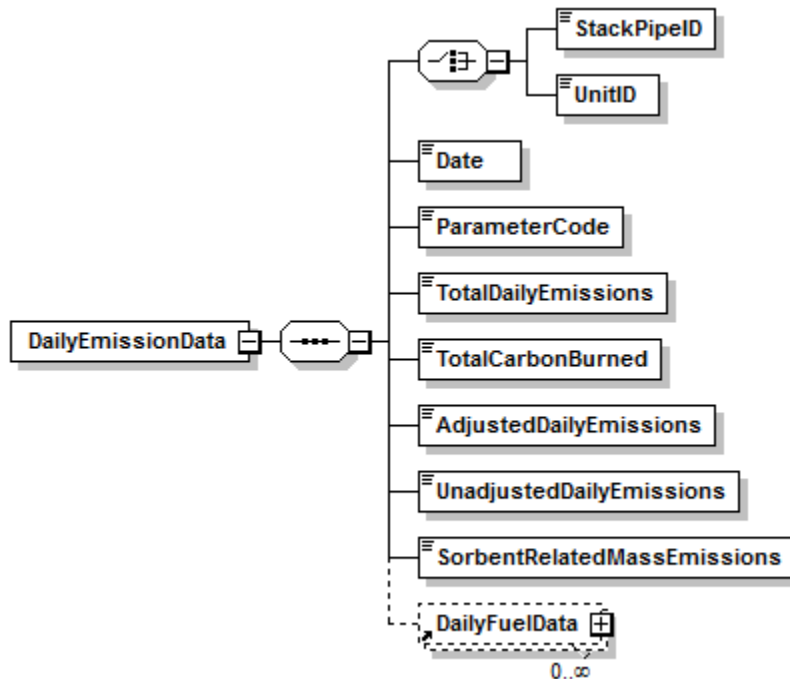 StackPipeID
UnitID
Date
ParameterCode
TotalDailyEmissions
DailyEmissionData
TotalCarbonBurned
AdjustedDailyEmissions
UnadjustedDailyEmissions
SorbentRelatedMassEmissions
DailyFuelData
0..∞